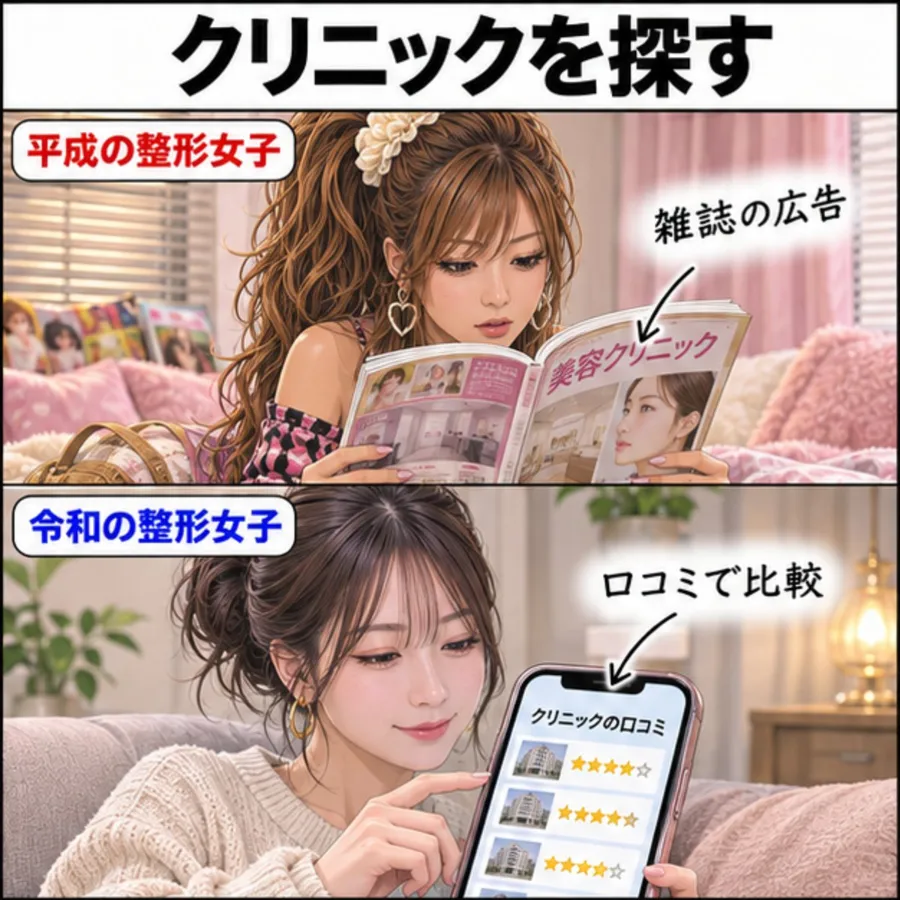 クリニックを探す
平成の整形女子
雑誌の広告
美容クリニック
令和の整形女子
口コミで比較
クリニックの口コミ